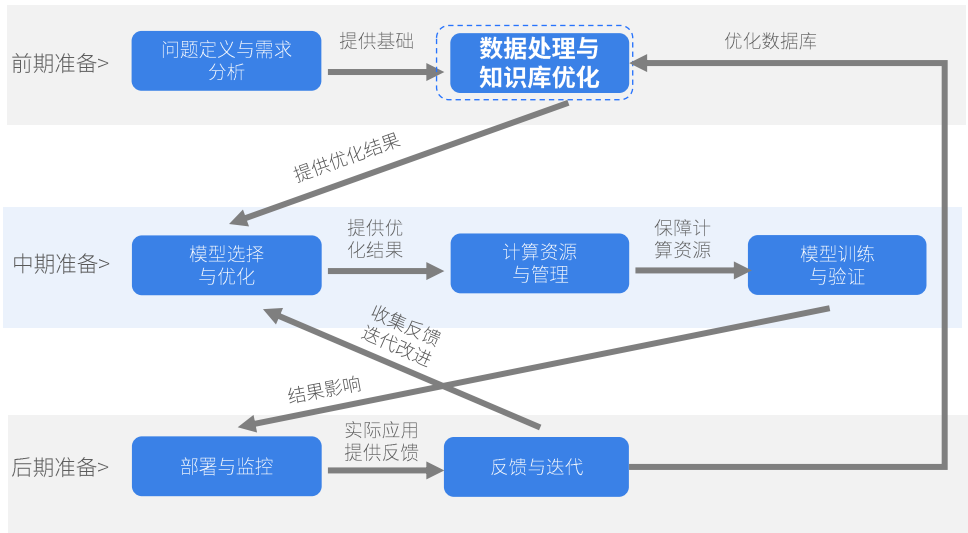 前期准备>
问题定义与需求
分析
提供基础
数据处理与
知识库优化
优化数据库
提供优化结果
中期准备>
模型选择
与优化
提供优
化结果
计算资源
与管理
保障计
算资源
模型训练
与验证
收集反馈
迭代改进
结果影响
后期准备>
部署与监控
实际应用
提供反馈
反馈与迭代